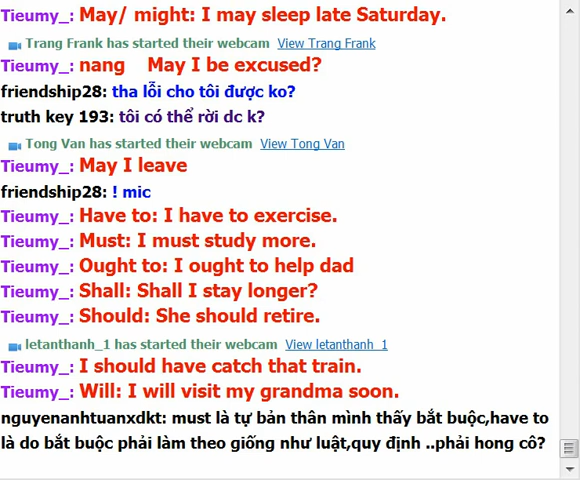 Tieumy_: May/ might: I may sleep late Saturday.
Trang Frank has started their webcam View Trang Frank
Tieumy_: nang May I be excused?
friendship28: tha lỗi cho tôi được ko?
truth key 193: tôi có thể rời dc k?
Tong Van has started their webcam View Tong Van
Tieumy_: May I leave
friendship28: ! mic
Tieumy_: Have to: I have to exercise.
Tieumy_: Must: I must study more.
Tieumy_: Ought to: I ought to help dad
Tieumy_: Shall: Shall I stay longer?
Tieumy_: Should: She should retire.
letanthanh_1 has started their webcam View letanthanh_1
Tieumy_: I should have catch that train.
Tieumy_: Will: I will visit my grandma soon.
nguyenanhtuanxdkt: must là tự bản thân mình thấy bắt buộc,have to
là do bắt buộc phải làm theo giống như luật,quy định ..phải hong cô?